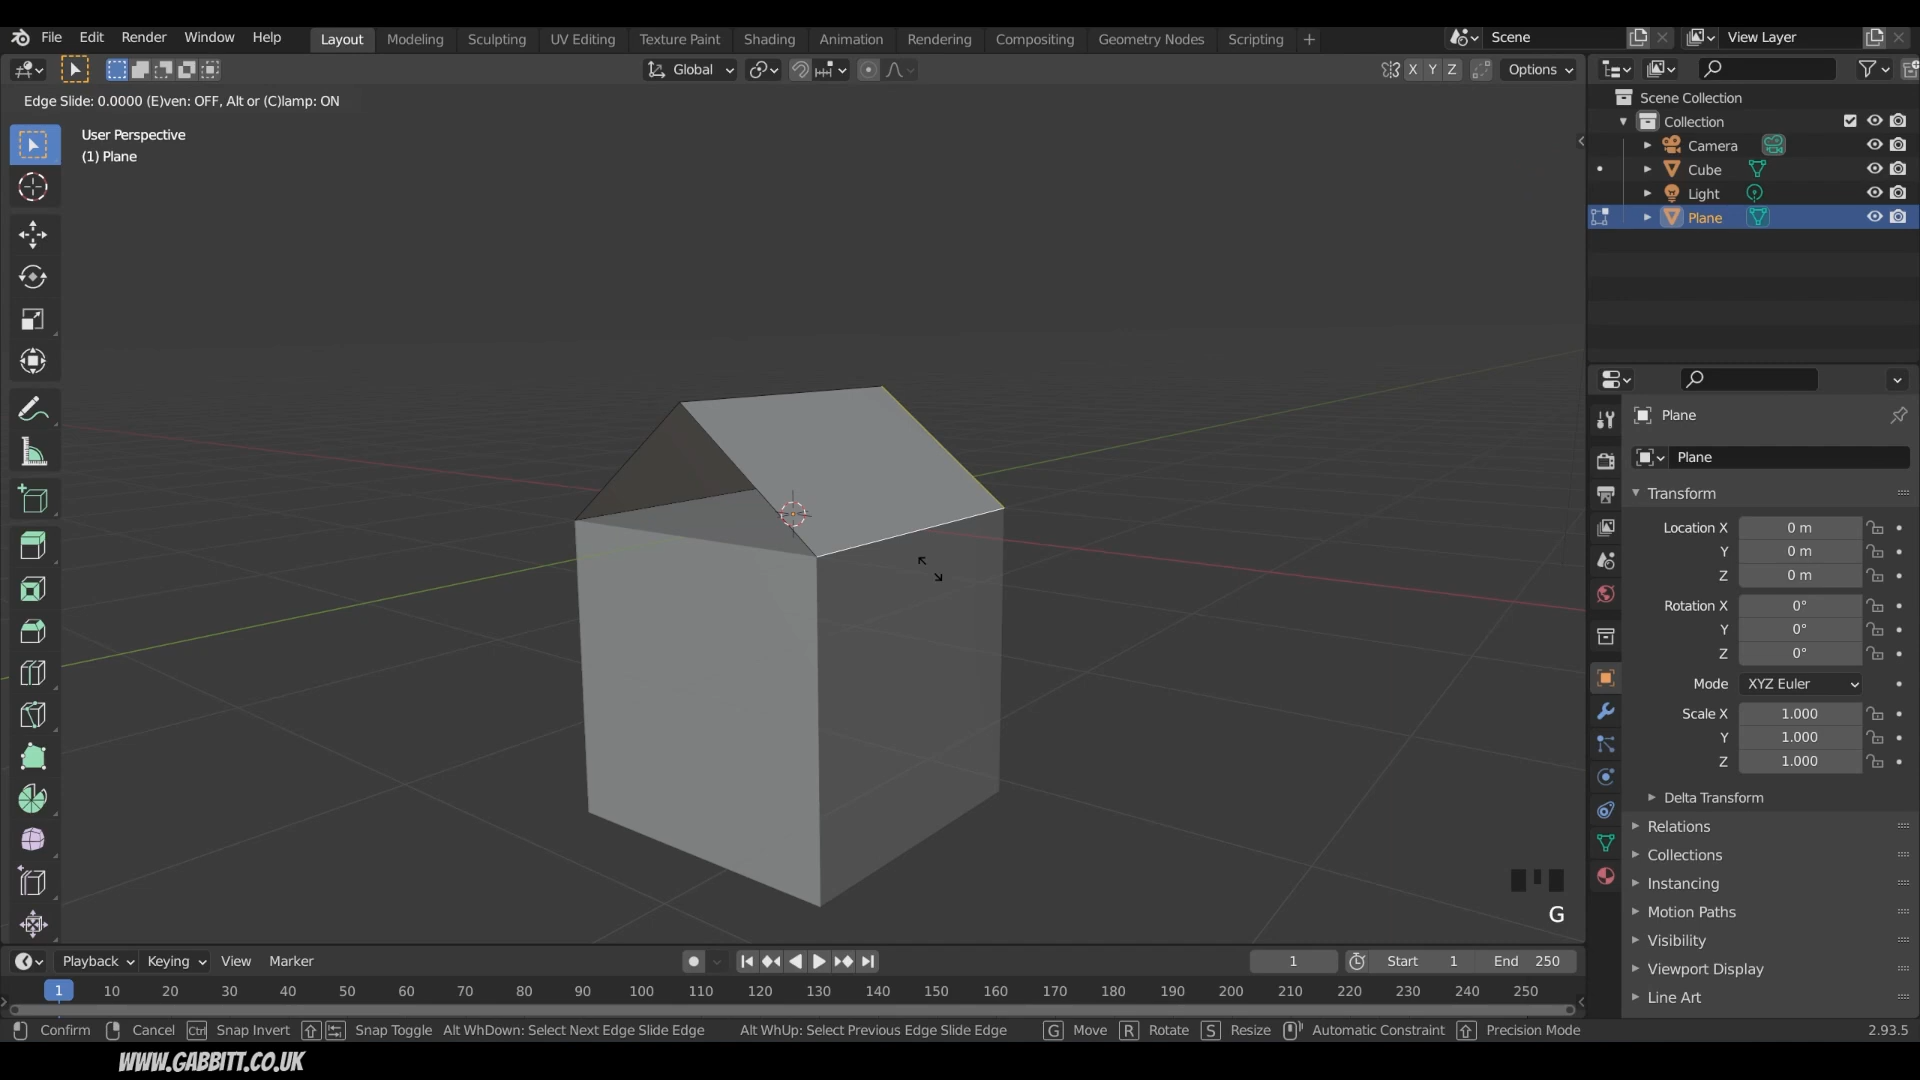 File Edit Render Window Help Layout Modeling Sculpting UV Editing Texture Paint Shading Animation Rendering Compositing Geometry Nodes Scripting + Scene View Layer
Global X Y Z Options
Edge Slide: 0.0000 (E)ven: OFF, Alt or (C)lamp: ON
User Perspective
(1) Plane
Scene Collection
Collection
Camera
Cube
Light
Plane
Plane
Plane
Transform
Location X 0 m
Y 0 m
Z 0 m
Rotation X 0°
Y 0°
Z 0°
Mode XYZ Euler
Scale X 1.000
Y 1.000
Z 1.000
Delta Transform
Relations
Collections
Instancing
Motion Paths
Visibility
Viewport Display
Line Art
G
Playback Keying View Marker 1 Start 1 End 250
1 10 20 30 40 50 60 70 80 90 100 110 120 130 140 150 160 170 180 190 200 210 220 230 240 250
Confirm Cancel Ctrl Snap Invert Snap Toggle Alt WhDown: Select Next Edge Slide Edge Alt WhUp: Select Previous Edge Slide Edge G Move R Rotate S Resize Automatic Constraint Precision Mode 2.93.5
WWW.GABBITT.CO.UK